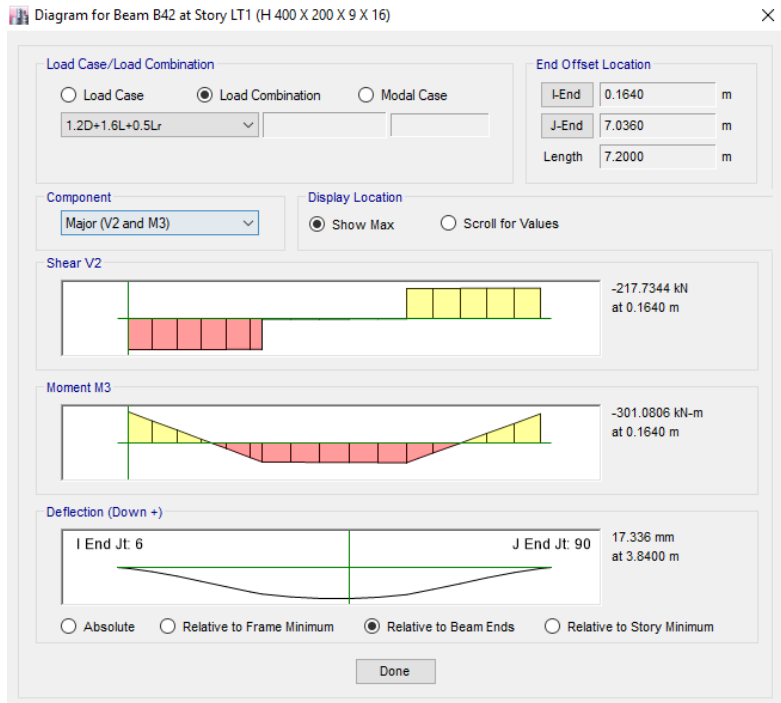 Diagram for Beam B42 at Story LT1 (H 400 X 200 X 9 X 16)
Load Case/Load Combination
Load Case
Load Combination
Modal Case
1.2D+1.6L+0.5Lr
End Offset Location
I-End 0.1640 m
J-End 7.0360 m
Length 7.2000 m
Component
Major (V2 and M3)
Display Location
Show Max
Scroll for Values
Shear V2
-217.7344 kN
at 0.1640 m
Moment M3
-301.0806 kN-m
at 0.1640 m
Deflection (Down +)
I End Jt: 6
J End Jt: 90
17.336 mm
at 3.8400 m
Absolute
Relative to Frame Minimum
Relative to Beam Ends
Relative to Story Minimum
Done